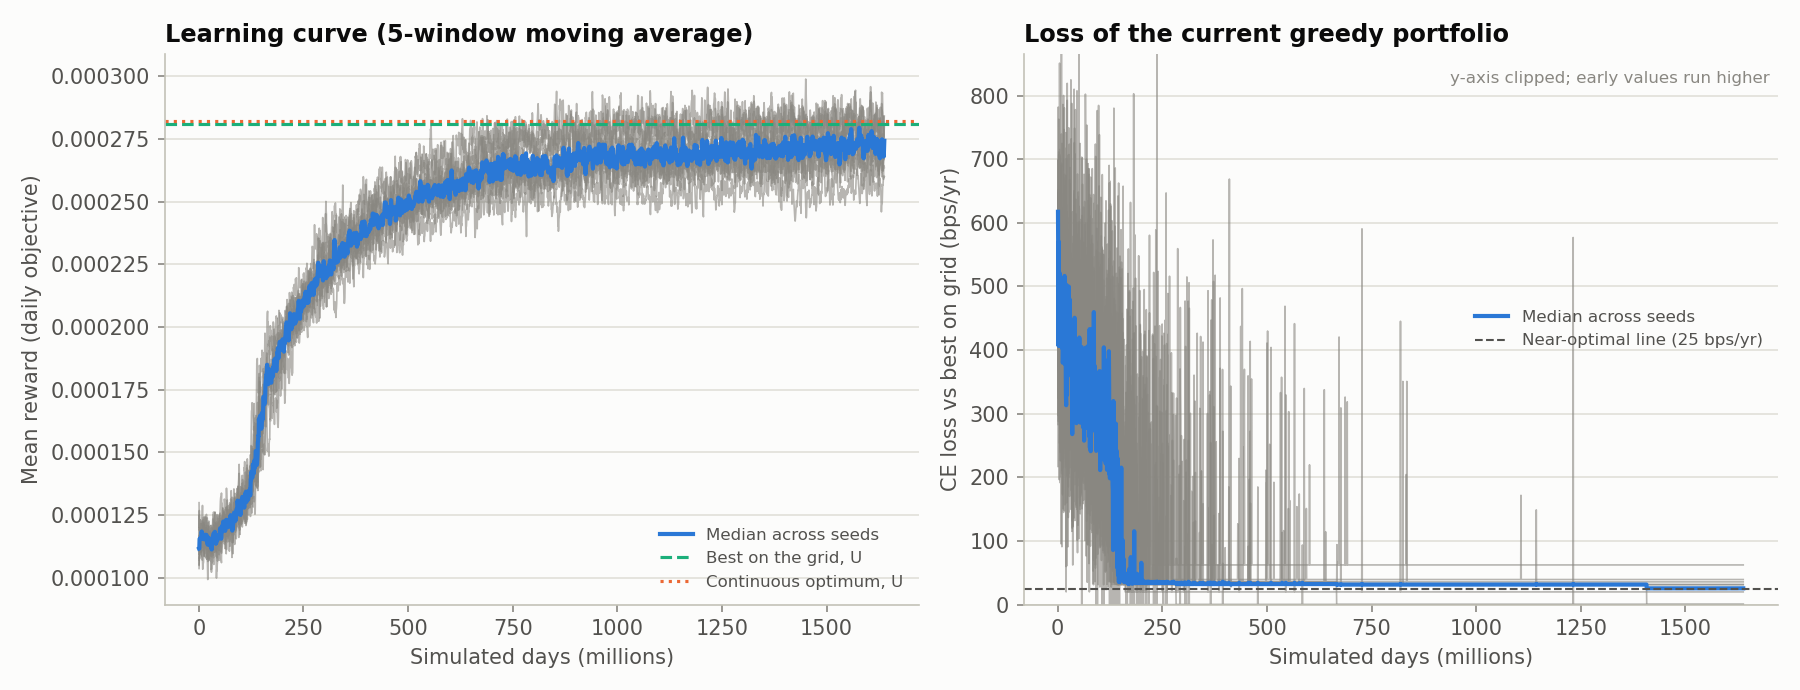 Learning curve (5-window moving average)
Mean reward (daily objective)
0.000300
0.000275
0.000250
0.000225
0.000200
0.000175
0.000150
0.000125
0.000100
Median across seeds
Best on the grid, U
Continuous optimum, U
0 250 500 750 1000 1250 1500
Simulated days (millions)
Loss of the current greedy portfolio
y-axis clipped; early values run higher
CE loss vs best on grid (bps/yr)
800
700
600
500
400
300
200
100
0
Median across seeds
Near-optimal line (25 bps/yr)
0 250 500 750 1000 1250 1500
Simulated days (millions)